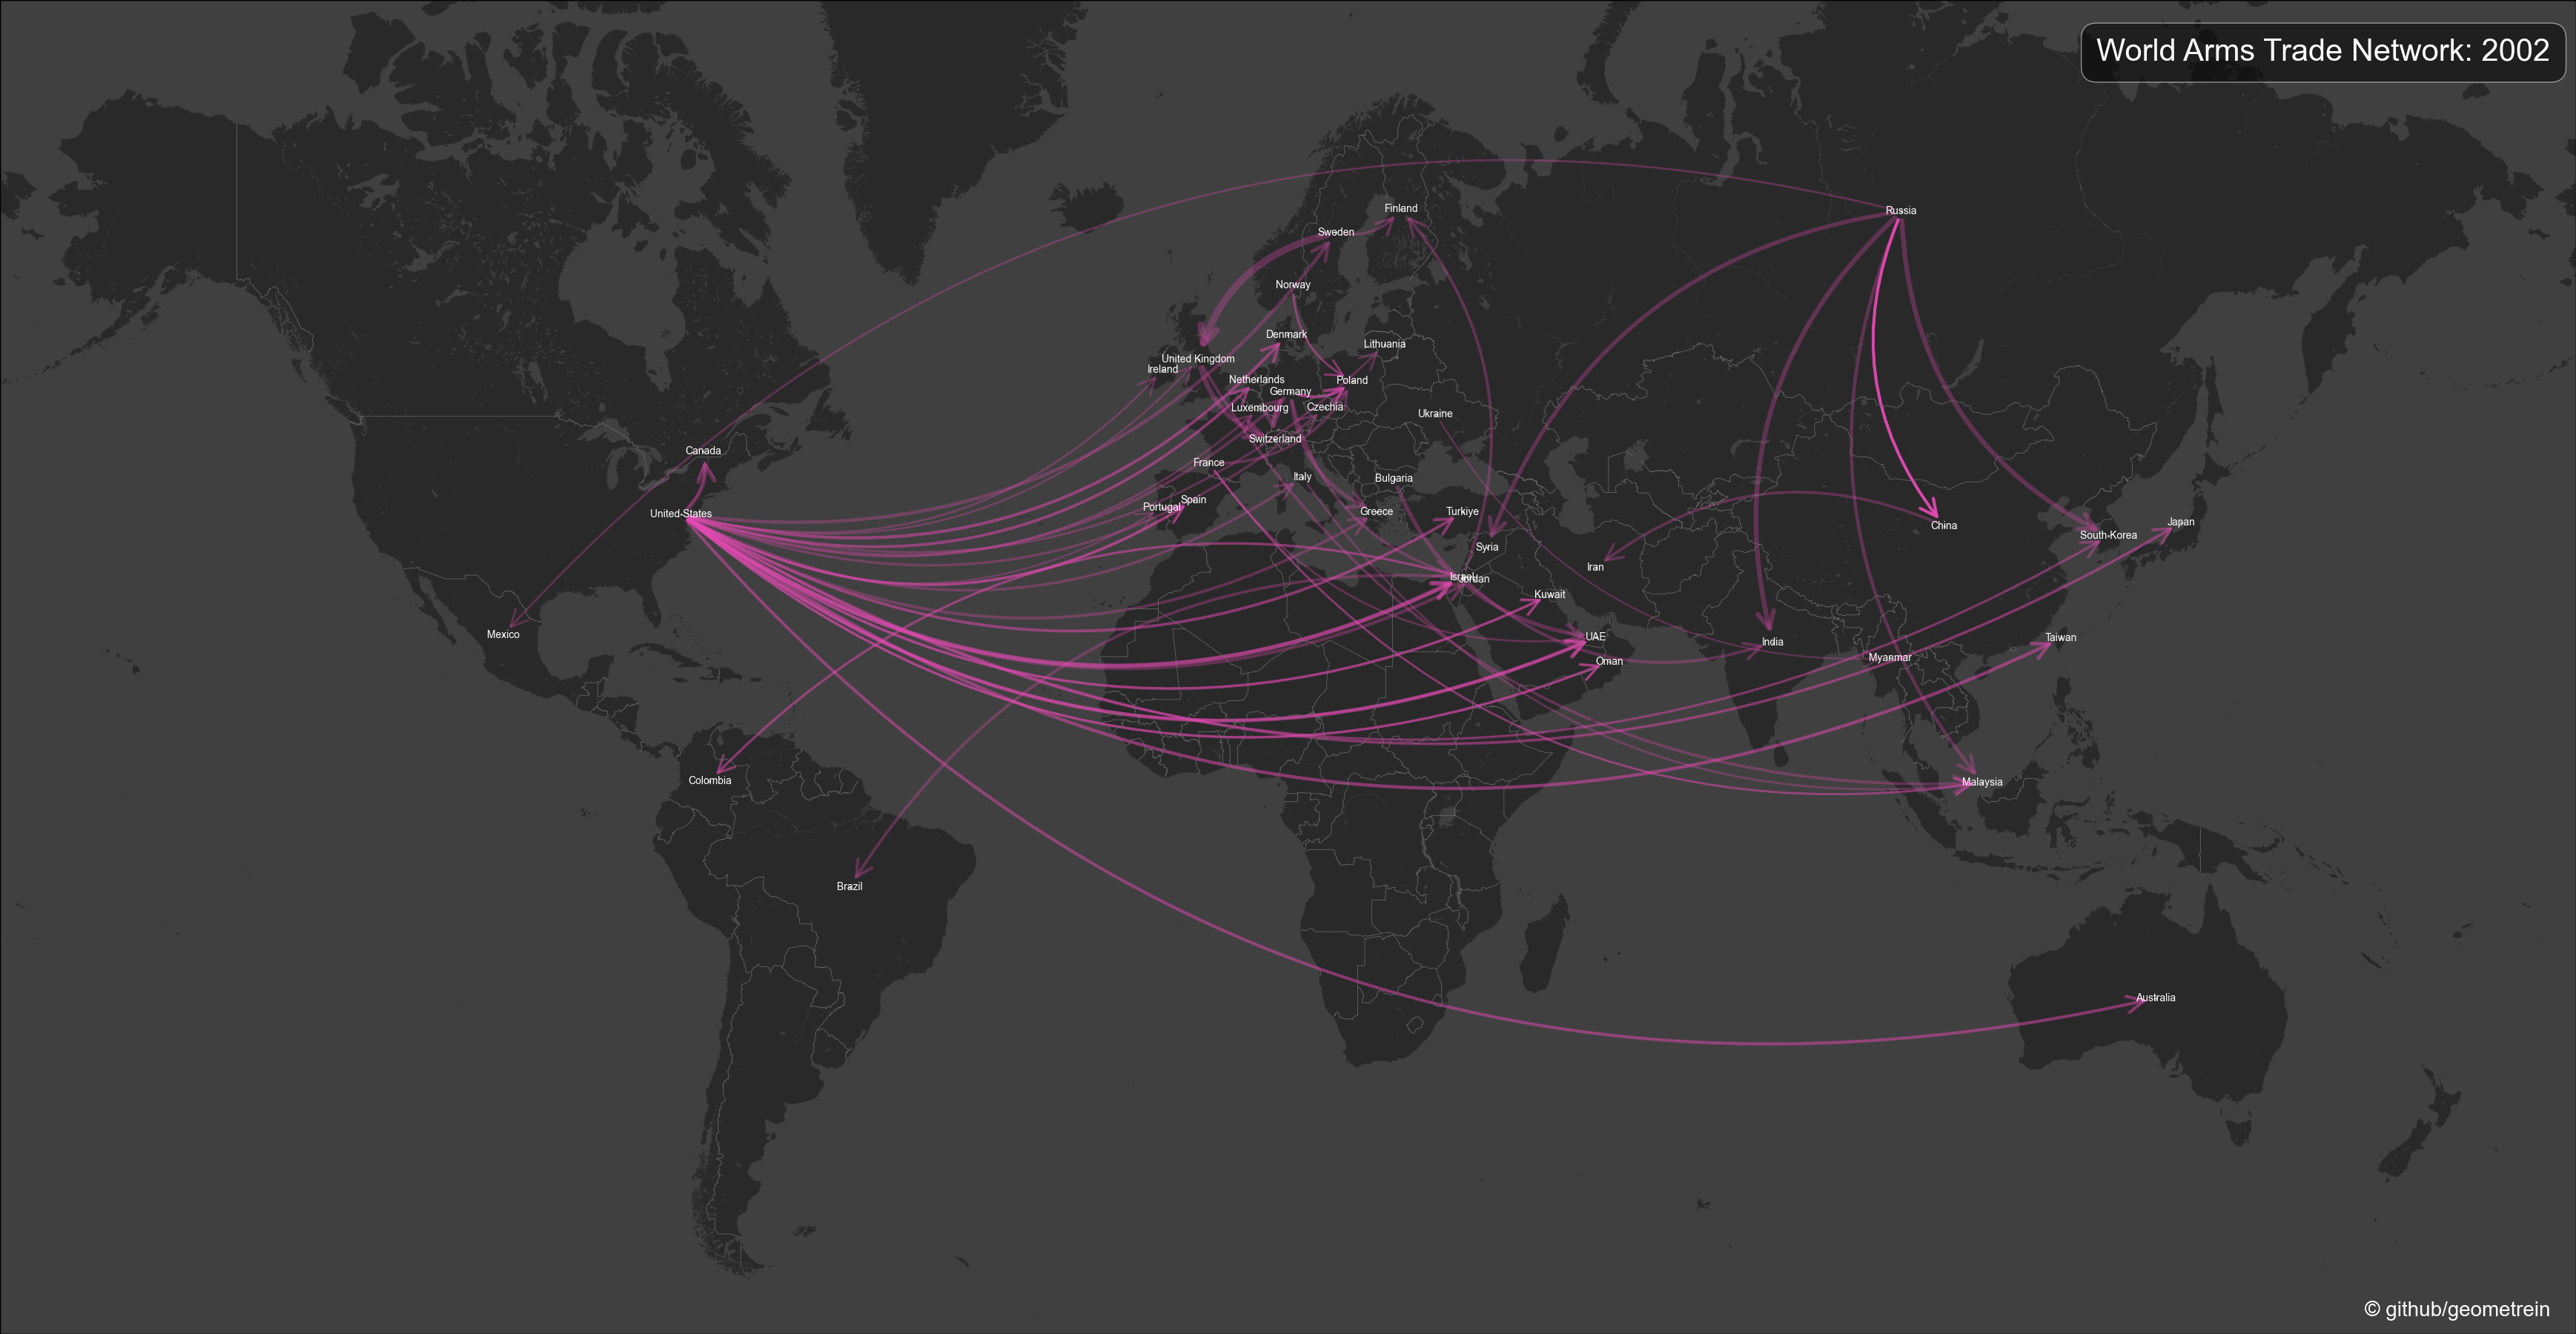 World Arms Trade Network: 2002
Finland
Russia
Sweden
Norway
Denmark
Lithuania
United Kingdom
Ireland
Netherlands
Poland
Germany
Luxembourg
Czechia
Ukraine
Switzerland
Canada
France
Italy
Bulgaria
Spain
Portugal
United-States
Greece
Turkiye
China
Japan
South-Korea
Syria
Iran
Israel
Jordan
Kuwait
Mexico
UAE
India
Taiwan
Myanmar
Oman
Colombia
Malaysia
Brazil
Australia
© github/geometrein